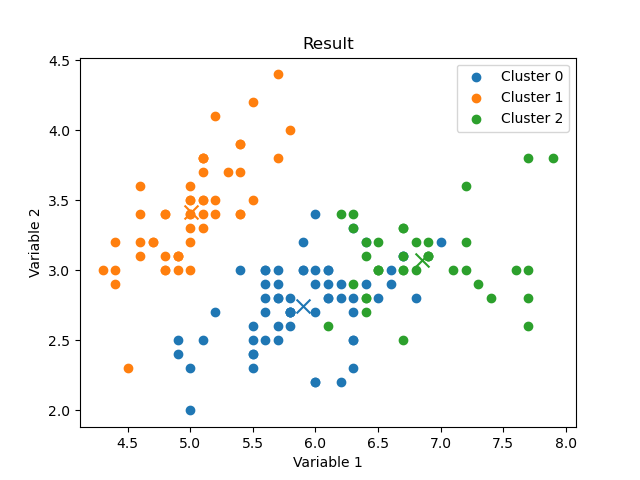 Result
Cluster 0
Cluster 1
Cluster 2
Variable 2
4.5
4.0
3.5
3.0
2.5
2.0
4.5 5.0 5.5 6.0 6.5 7.0 7.5 8.0
Variable 1